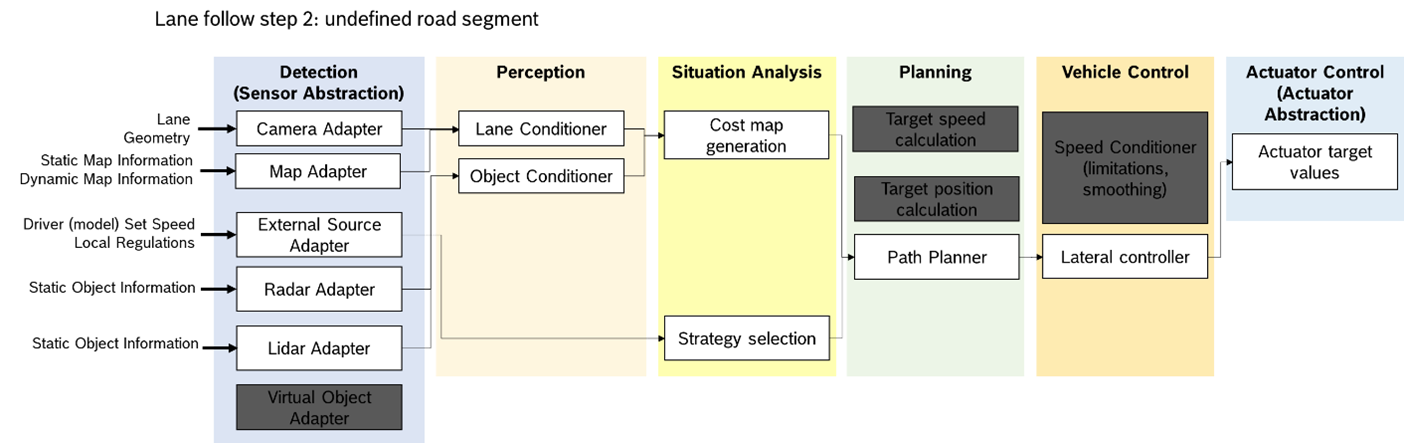 Lane follow step 2: undefined road segment
Detection
(Sensor Abstraction)
Perception
Situation Analysis
Planning
Vehicle Control
Actuator Control
(Actuator
Abstraction)
Lane
Geometry
Camera Adapter
Static Map Information
Dynamic Map Information
Map Adapter
Driver (model) Set Speed
Local Regulations
External Source
Adapter
Static Object Information
Radar Adapter
Static Object Information
Lidar Adapter
Virtual Object
Adapter
Lane Conditioner
Object Conditioner
Cost map
generation
Strategy selection
Target speed
calculation
Target position
calculation
Path Planner
Speed Conditioner
(limitations,
smoothing)
Lateral controller
Actuator target
values